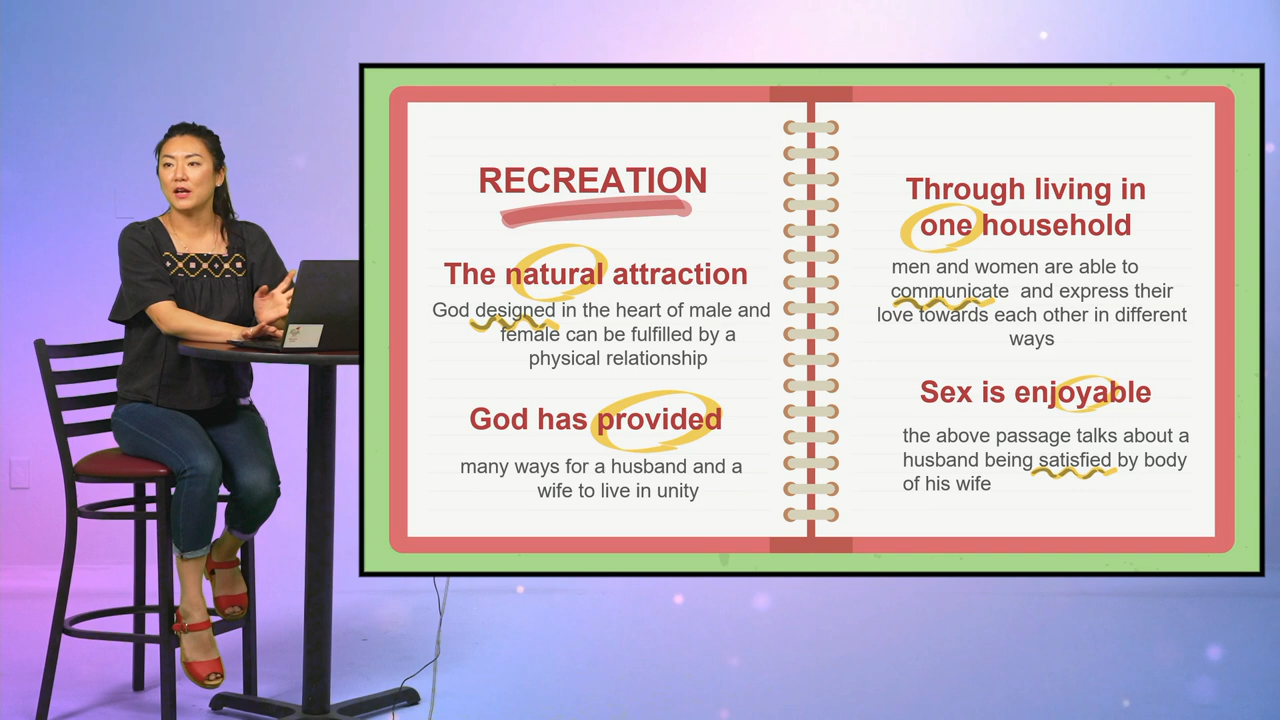 RECREATION
The natural attraction
God designed in the heart of male and
female can be fulfilled by a
physical relationship
God has provided
many ways for a husband and a
wife to live in unity
Through living in
one household
men and women are able to
communicate and express their
love towards each other in different
ways
Sex is enjoyable
the above passage talks about a
husband being satisfied by body
of his wife